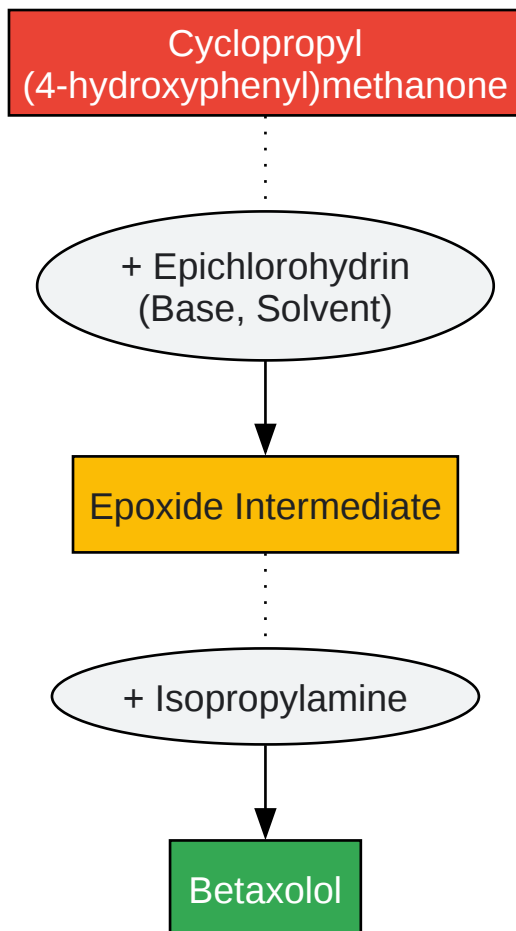 Cyclopropyl
(4-hydroxyphenyl)methanone
+ Epichlorohydrin
(Base, Solvent)
Epoxide Intermediate
+ Isopropylamine
Betaxolol